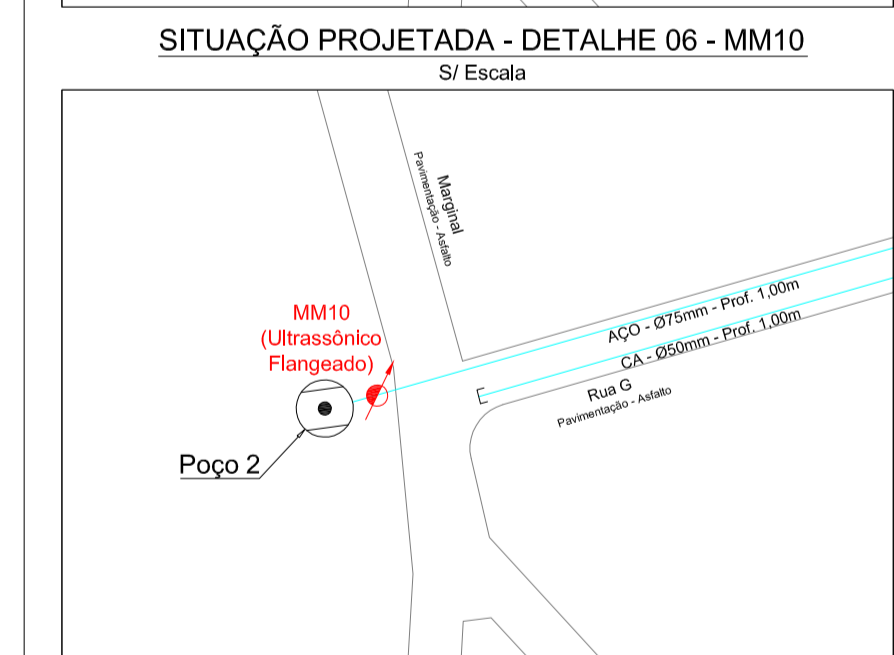 SITUAÇÃO PROJETADA - DETALHE 06 - MM10
S/ Escala
Marginal
Pavimentação - Asfalto
MM10
(Ultrassônico
Flangeado)
AÇO - Ø75mm - Prof. 1,00m
CA - Ø50mm - Prof. 1,00m
Rua G
Pavimentação - Asfalto
Poço 2